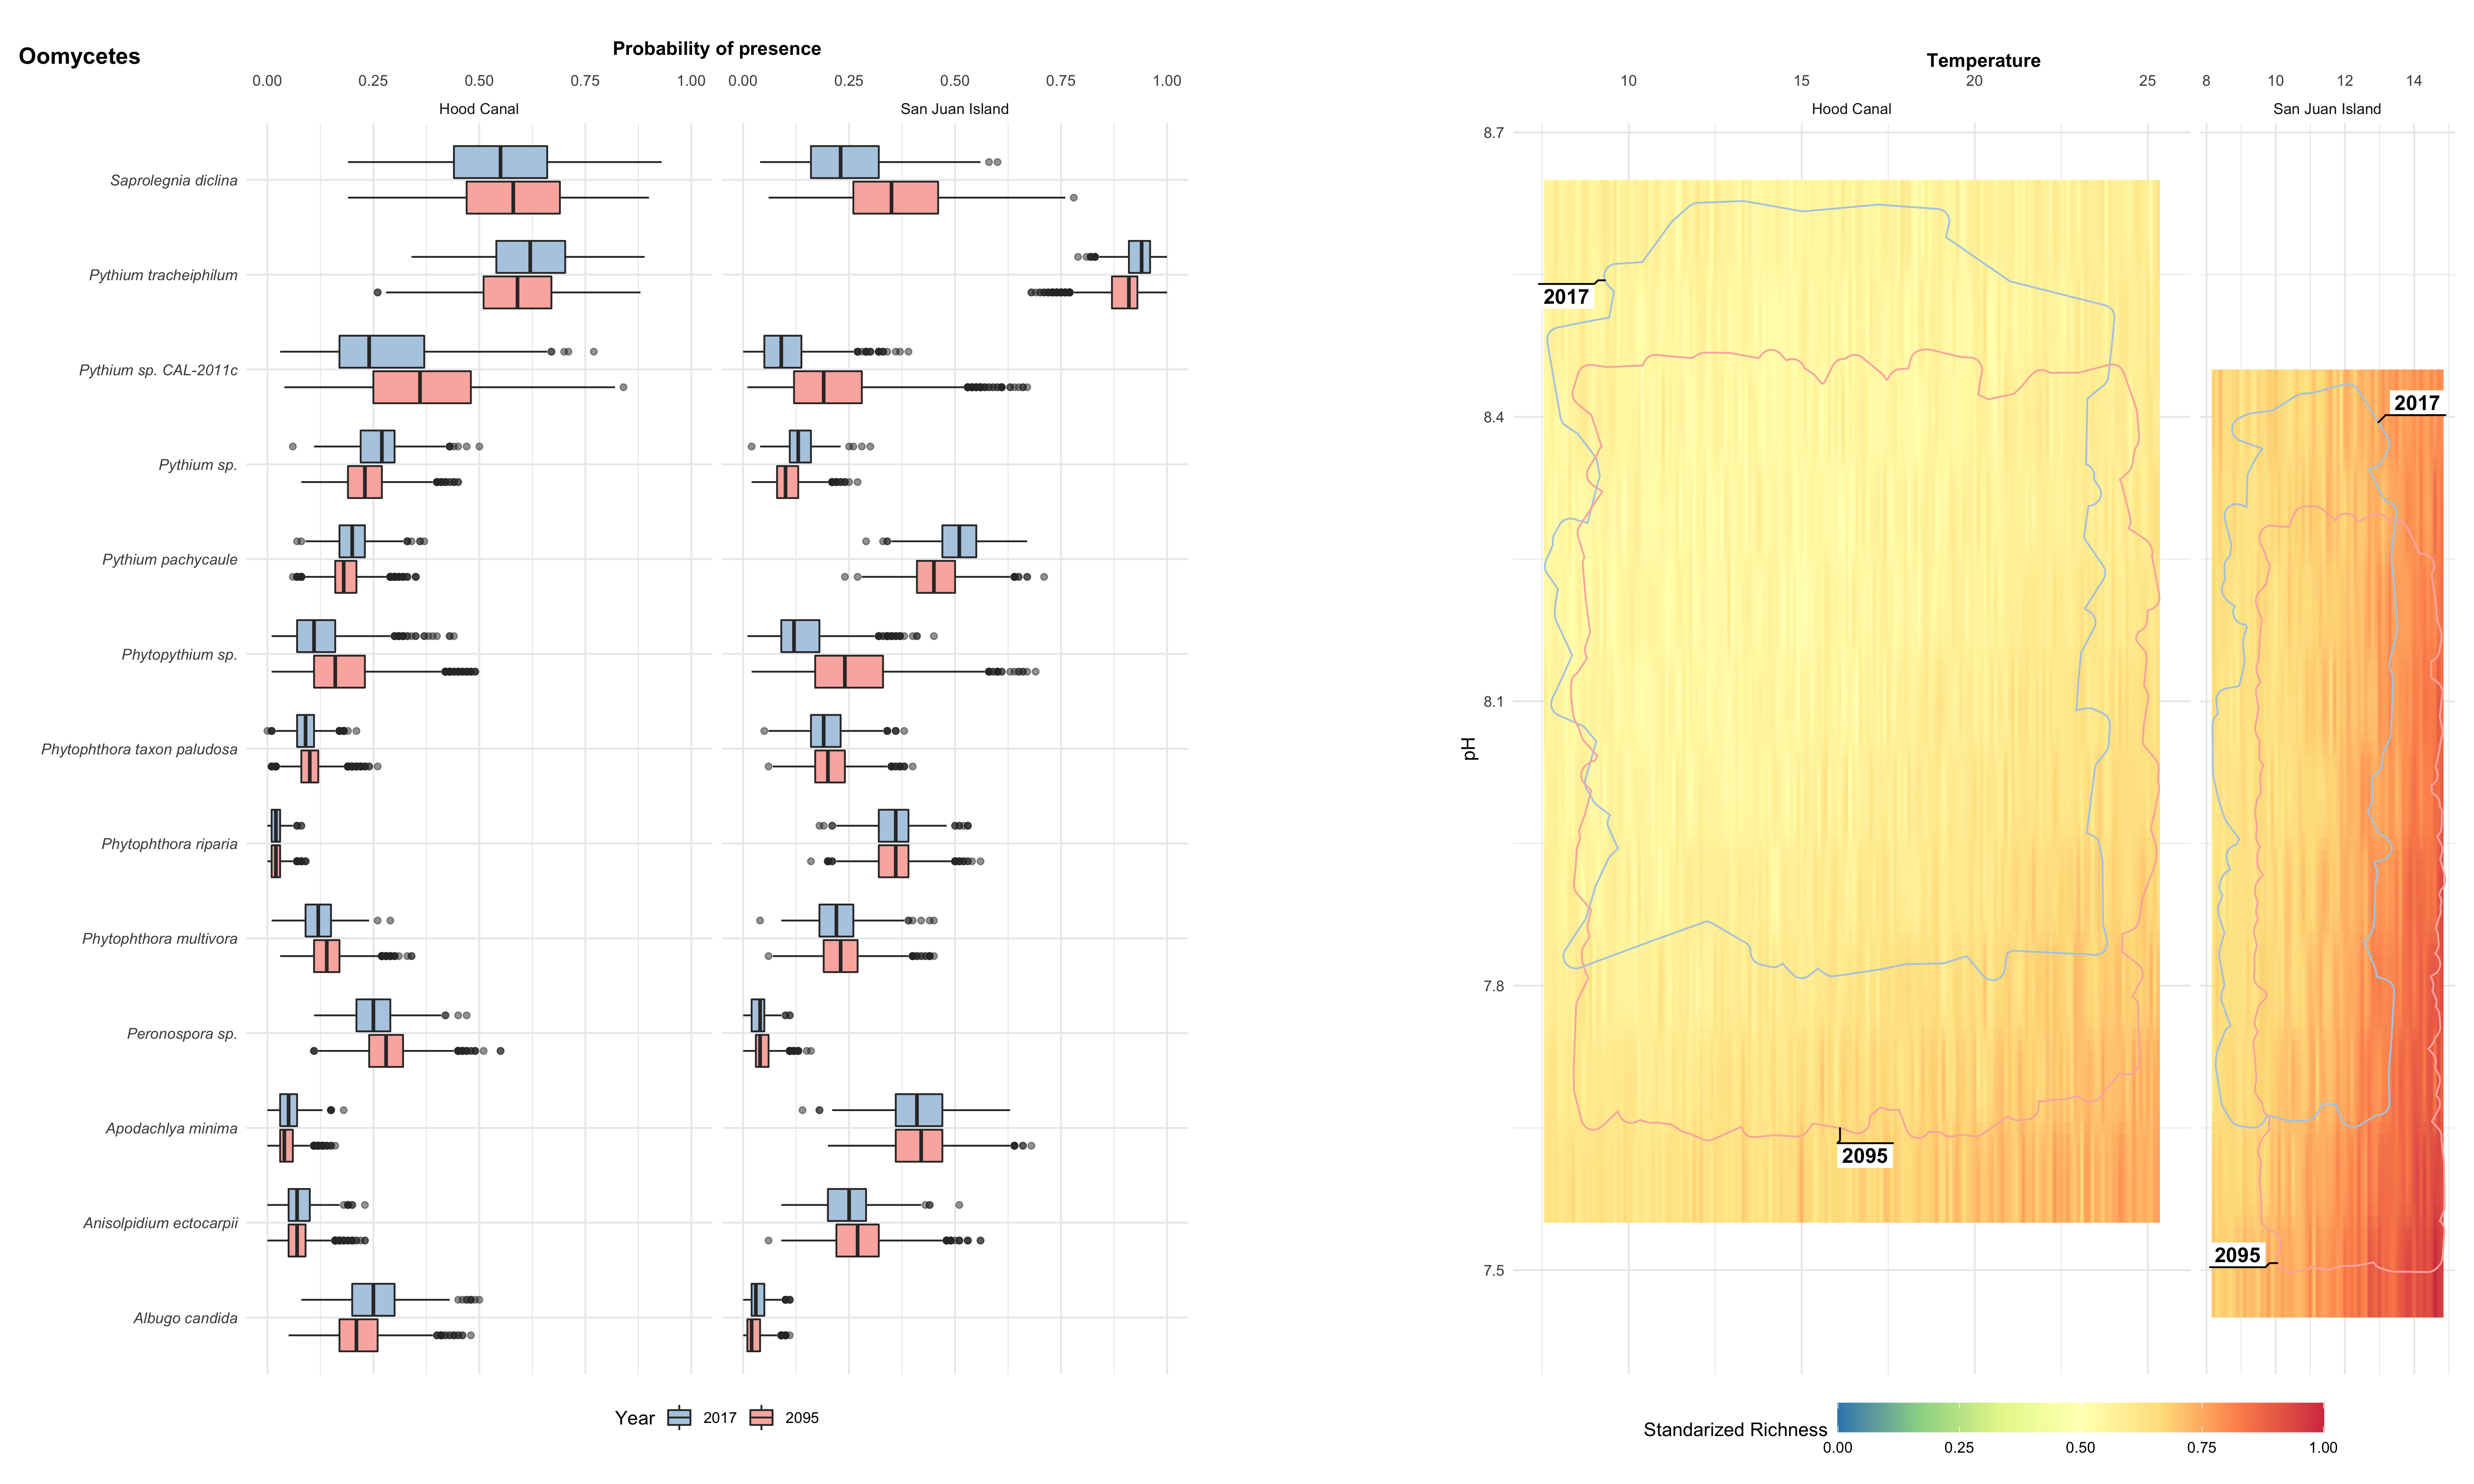 Oomycetes
Probability of presence
0.00 0.25 0.50 0.75 1.00 0.00 0.25 0.50 0.75 1.00
Hood Canal San Juan Island
Saprolegnia diclina
Pythium tracheiphilum
Pythium sp. CAL-2011c
Pythium sp.
Pythium pachycaule
Phytopythium sp.
Phytophthora taxon paludosa
Phytophthora riparia
Phytophthora multivora
Peronospora sp.
Apodachlya minima
Anisolpidium ectocarpii
Albugo candida
Year 2017 2095
Temperature
10 15 20 25 8 10 12 14
Hood Canal San Juan Island
8.7
8.4
8.1
7.8
7.5
pH
2017
2095
2017
2095
Standarized Richness
0.00 0.25 0.50 0.75 1.00